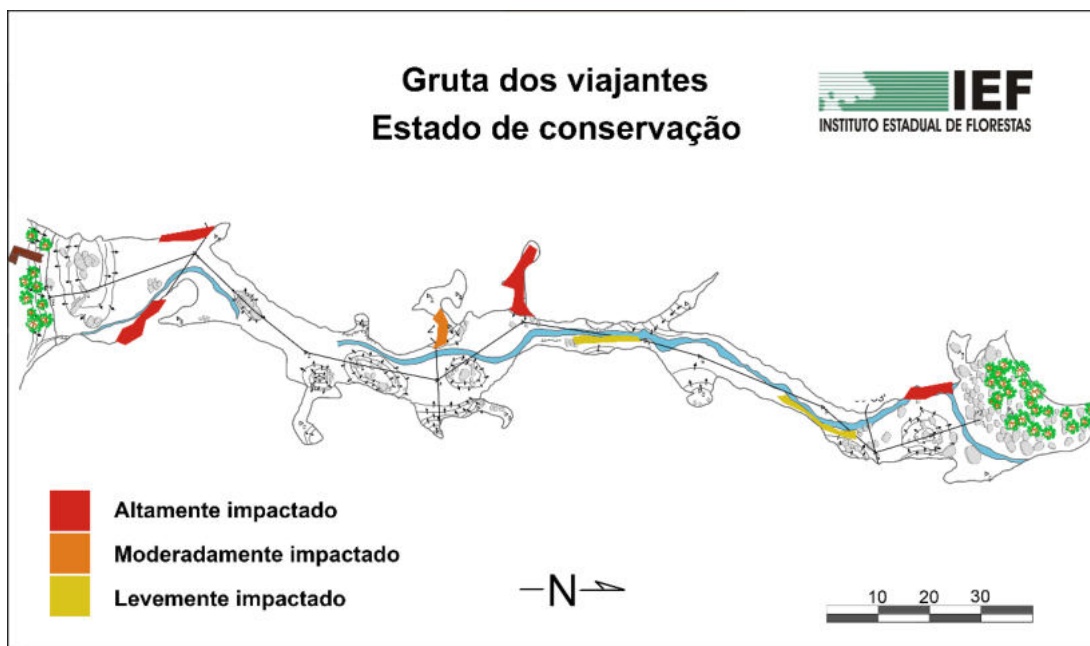 Gruta dos viajantes
Estado de conservação
IEF
INSTITUTO ESTADUAL DE FLORESTAS
Altamente impactado
Moderadamente impactado
Levemente impactado
N
10 20 30